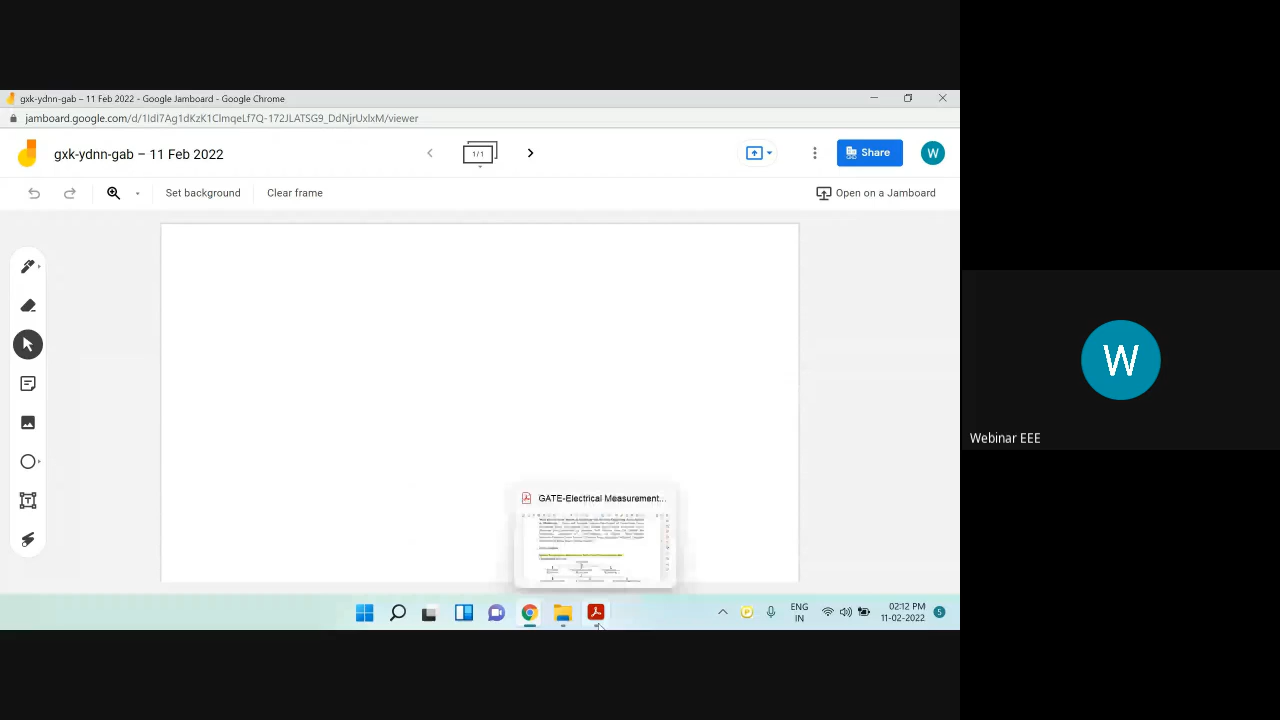 gxk-ydnn-gab – 11 Feb 2022 - Google Jamboard - Google Chrome
jamboard.google.com/d/1IdI7Ag1dKzK1CImqeLf7Q-172JLATSG9_DdNjrUxlxM/viewer
gxk-ydnn-gab – 11 Feb 2022
1/1
Share
W
Set background
Clear frame
Open on a Jamboard
W
Webinar EEE
GATE-Electrical Measurement...
ENG
IN
02:12 PM
11-02-2022
5